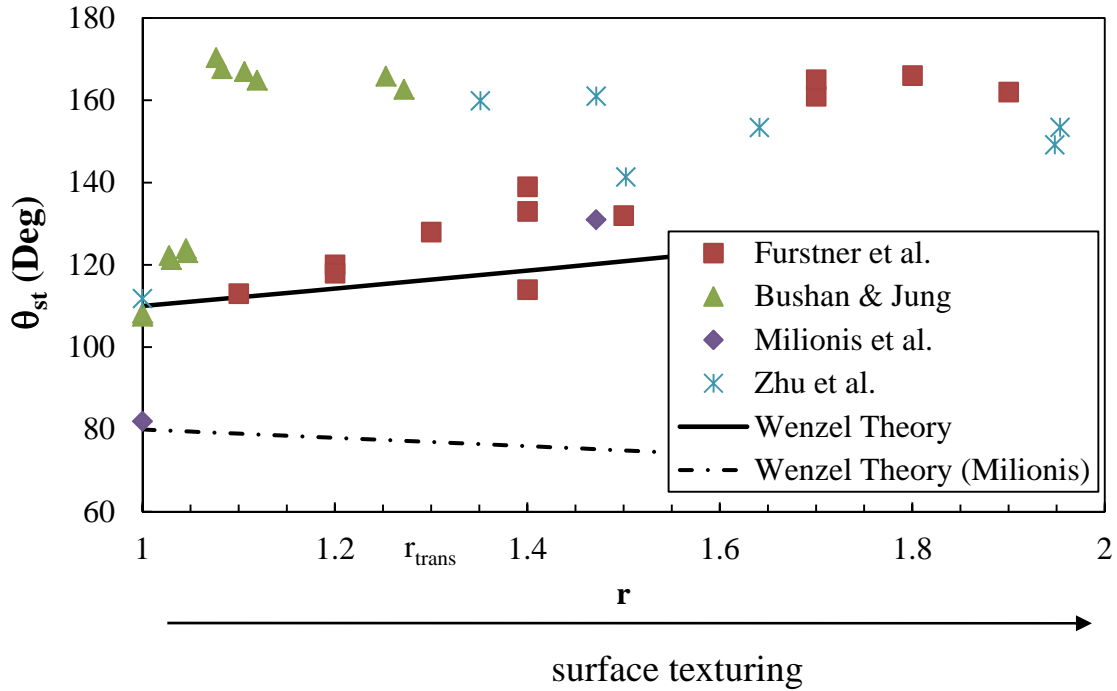 180
160
140
120
100
80
60
θst (Deg)
Furstner et al.
Bushan & Jung
Milionis et al.
Zhu et al.
Wenzel Theory
Wenzel Theory (Milionis)
1 1.2 rtrans 1.4 1.6 1.8 2
r
surface texturing